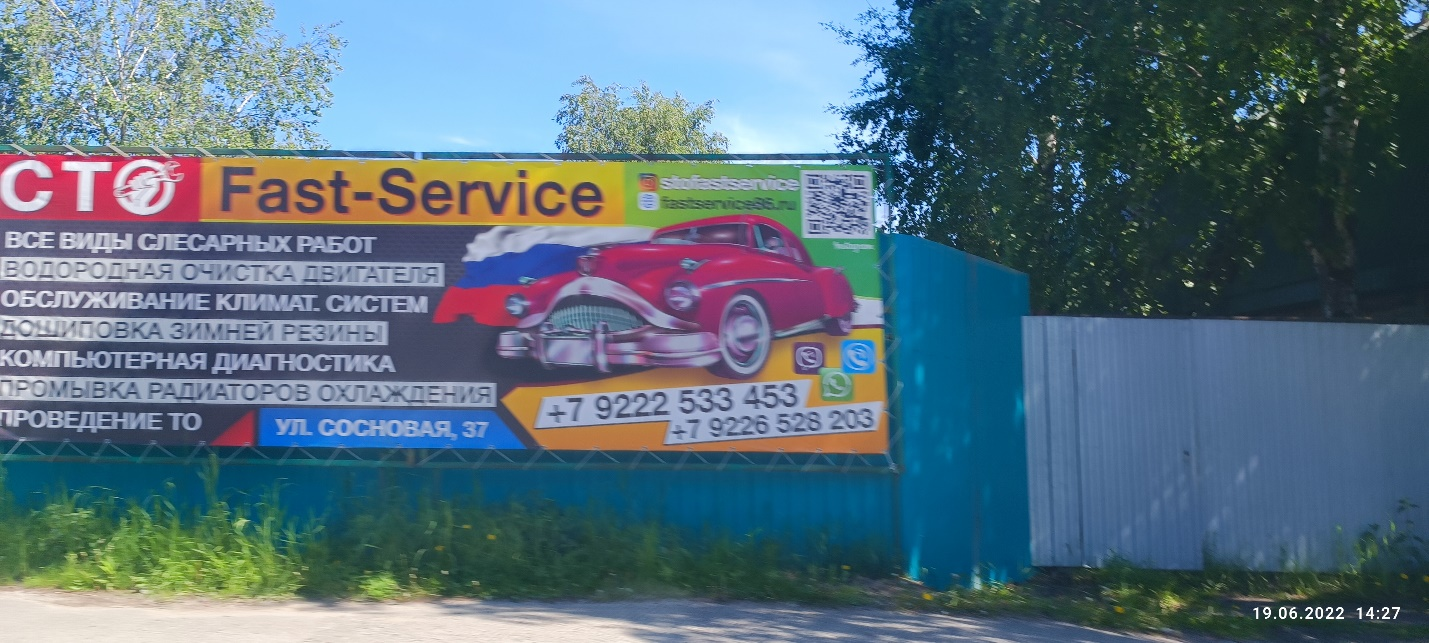 СТО Fast-Service
stofastservice
fastservice86.ru
ВСЕ ВИДЫ СЛЕСАРНЫХ РАБОТ
ВОДОРОДНАЯ ОЧИСТКА ДВИГАТЕЛЯ
ОБСЛУЖИВАНИЕ КЛИМАТ. СИСТЕМ
ДОШИПОВКА ЗИМНЕЙ РЕЗИНЫ
КОМПЬЮТЕРНАЯ ДИАГНОСТИКА
ПРОМЫВКА РАДИАТОРОВ ОХЛАЖДЕНИЯ
ПРОВЕДЕНИЕ ТО
УЛ. СОСНОВАЯ, 37
+7 9222 533 453
+7 9226 528 203
19.06.2022 14:27